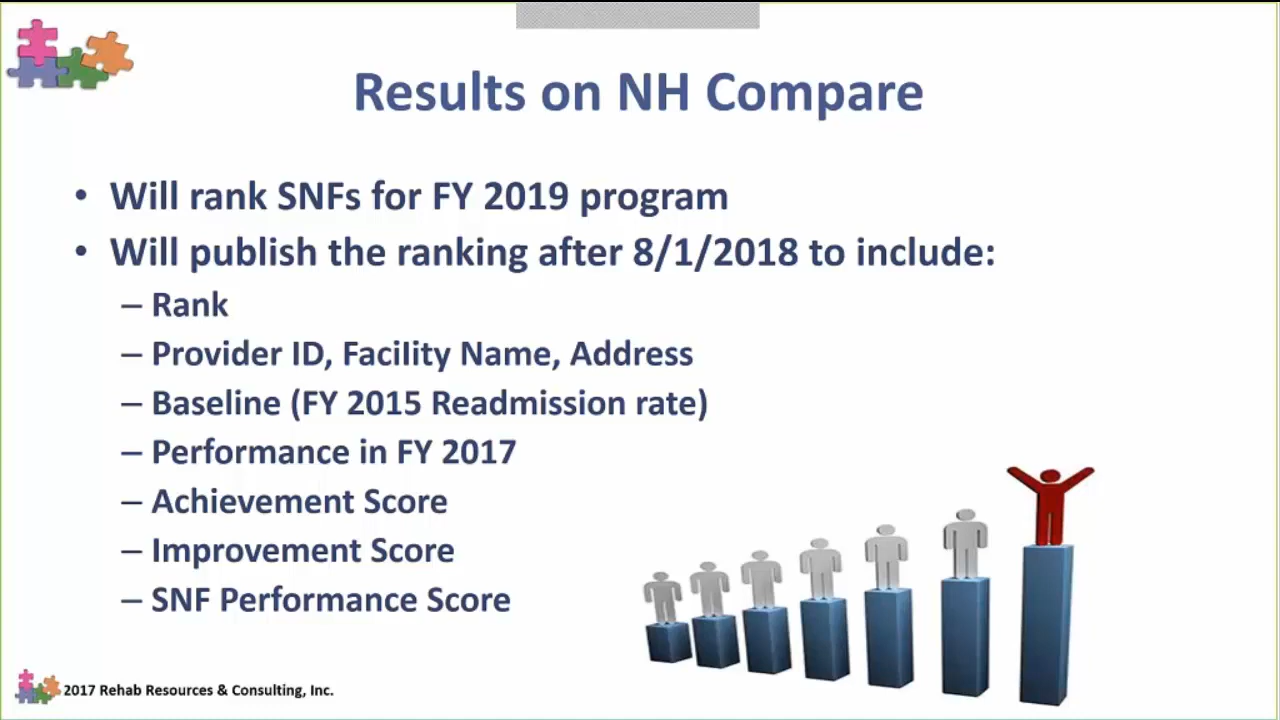 Results on NH Compare
• Will rank SNFs for FY 2019 program
• Will publish the ranking after 8/1/2018 to include:
– Rank
– Provider ID, Facility Name, Address
– Baseline (FY 2015 Readmission rate)
– Performance in FY 2017
– Achievement Score
– Improvement Score
– SNF Performance Score
2017 Rehab Resources & Consulting, Inc.